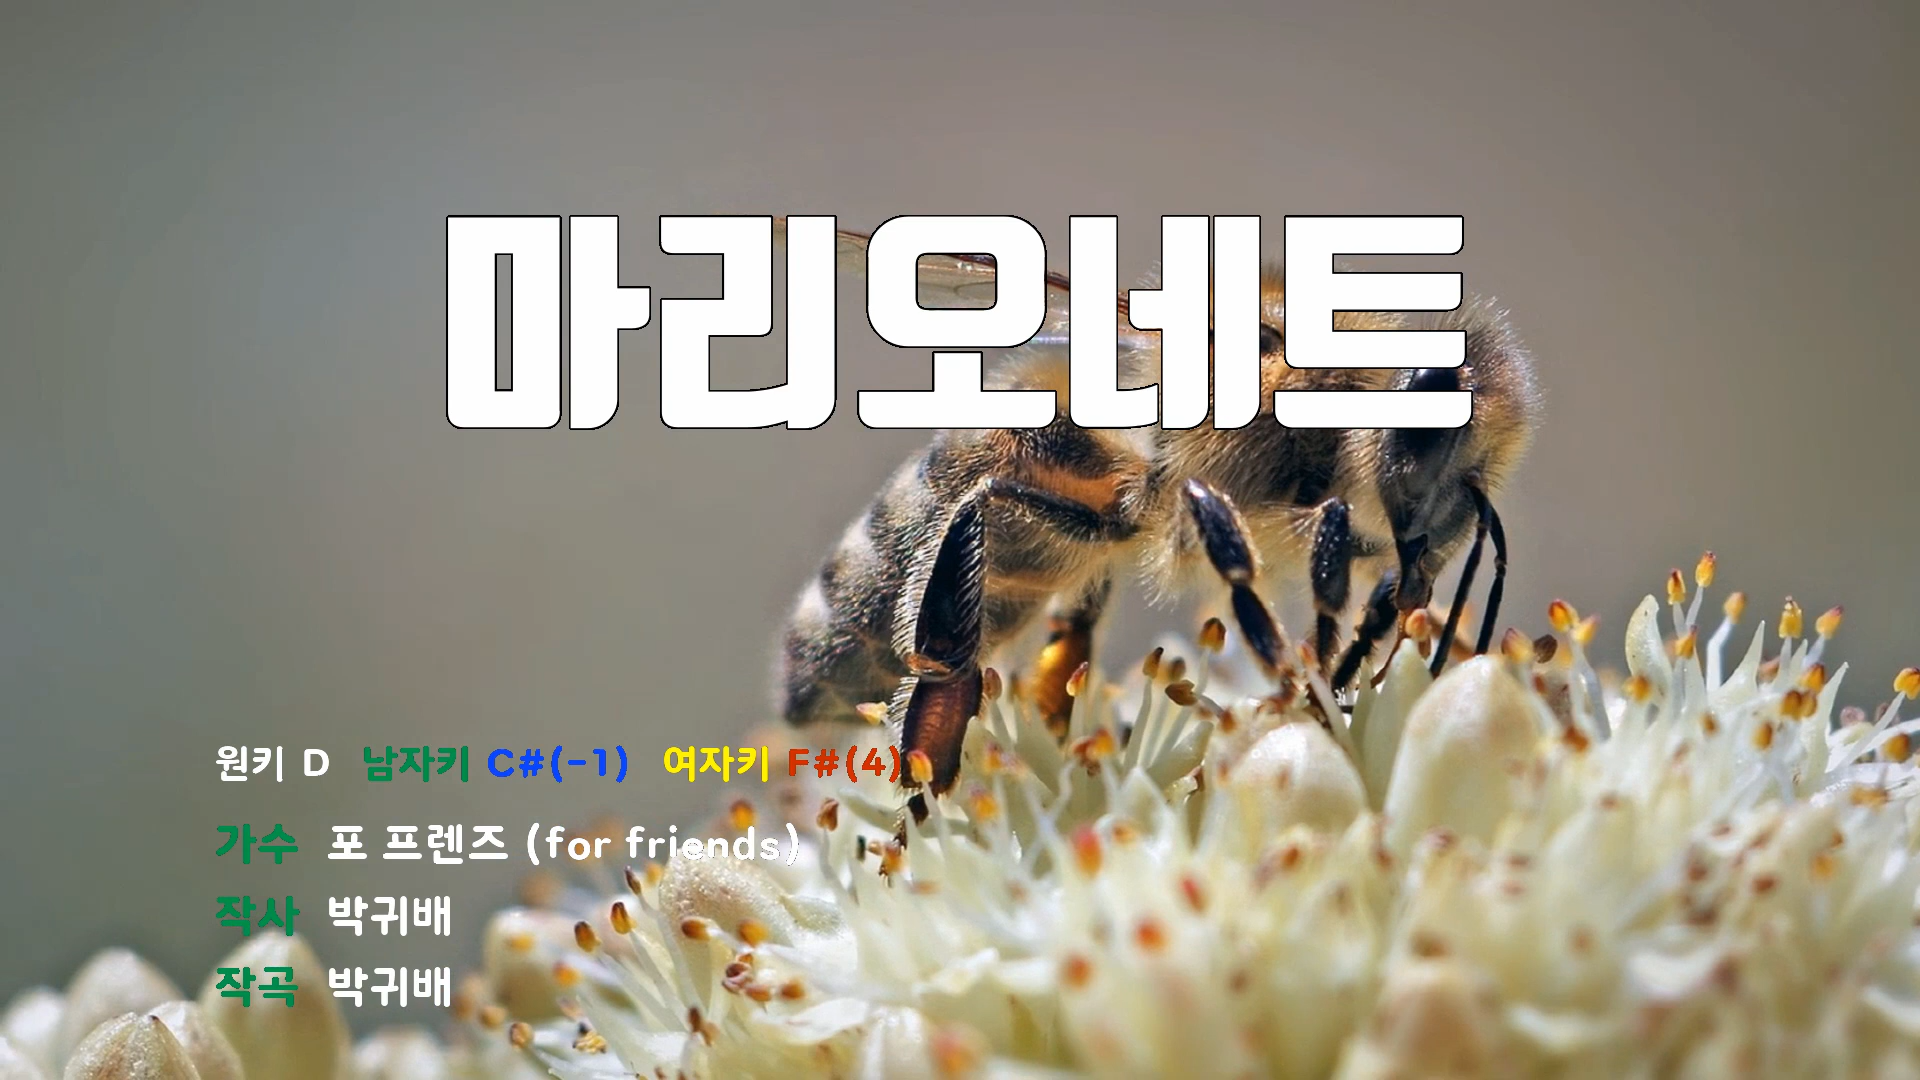 마리오네트
원키 D 남자키 C#(-1) 여자키 F#(4)
가수 포 프렌즈 (for friends)
작사 박귀배
작곡 박귀배